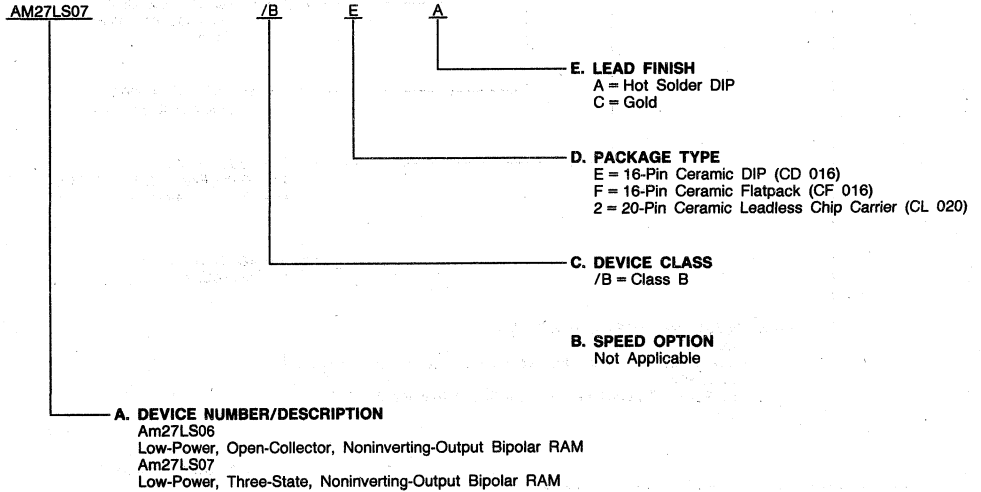 AM27LS07 /B E A
E. LEAD FINISH
A = Hot Solder DIP
C = Gold
D. PACKAGE TYPE
E = 16-Pin Ceramic DIP (CD 016)
F = 16-Pin Ceramic Flatpack (CF 016)
2 = 20-Pin Ceramic Leadless Chip Carrier (CL 020)
C. DEVICE CLASS
/B = Class B
B. SPEED OPTION
Not Applicable
A. DEVICE NUMBER/DESCRIPTION
Am27LS06
Low-Power, Open-Collector, Noninverting-Output Bipolar RAM
Am27LS07
Low-Power, Three-State, Noninverting-Output Bipolar RAM